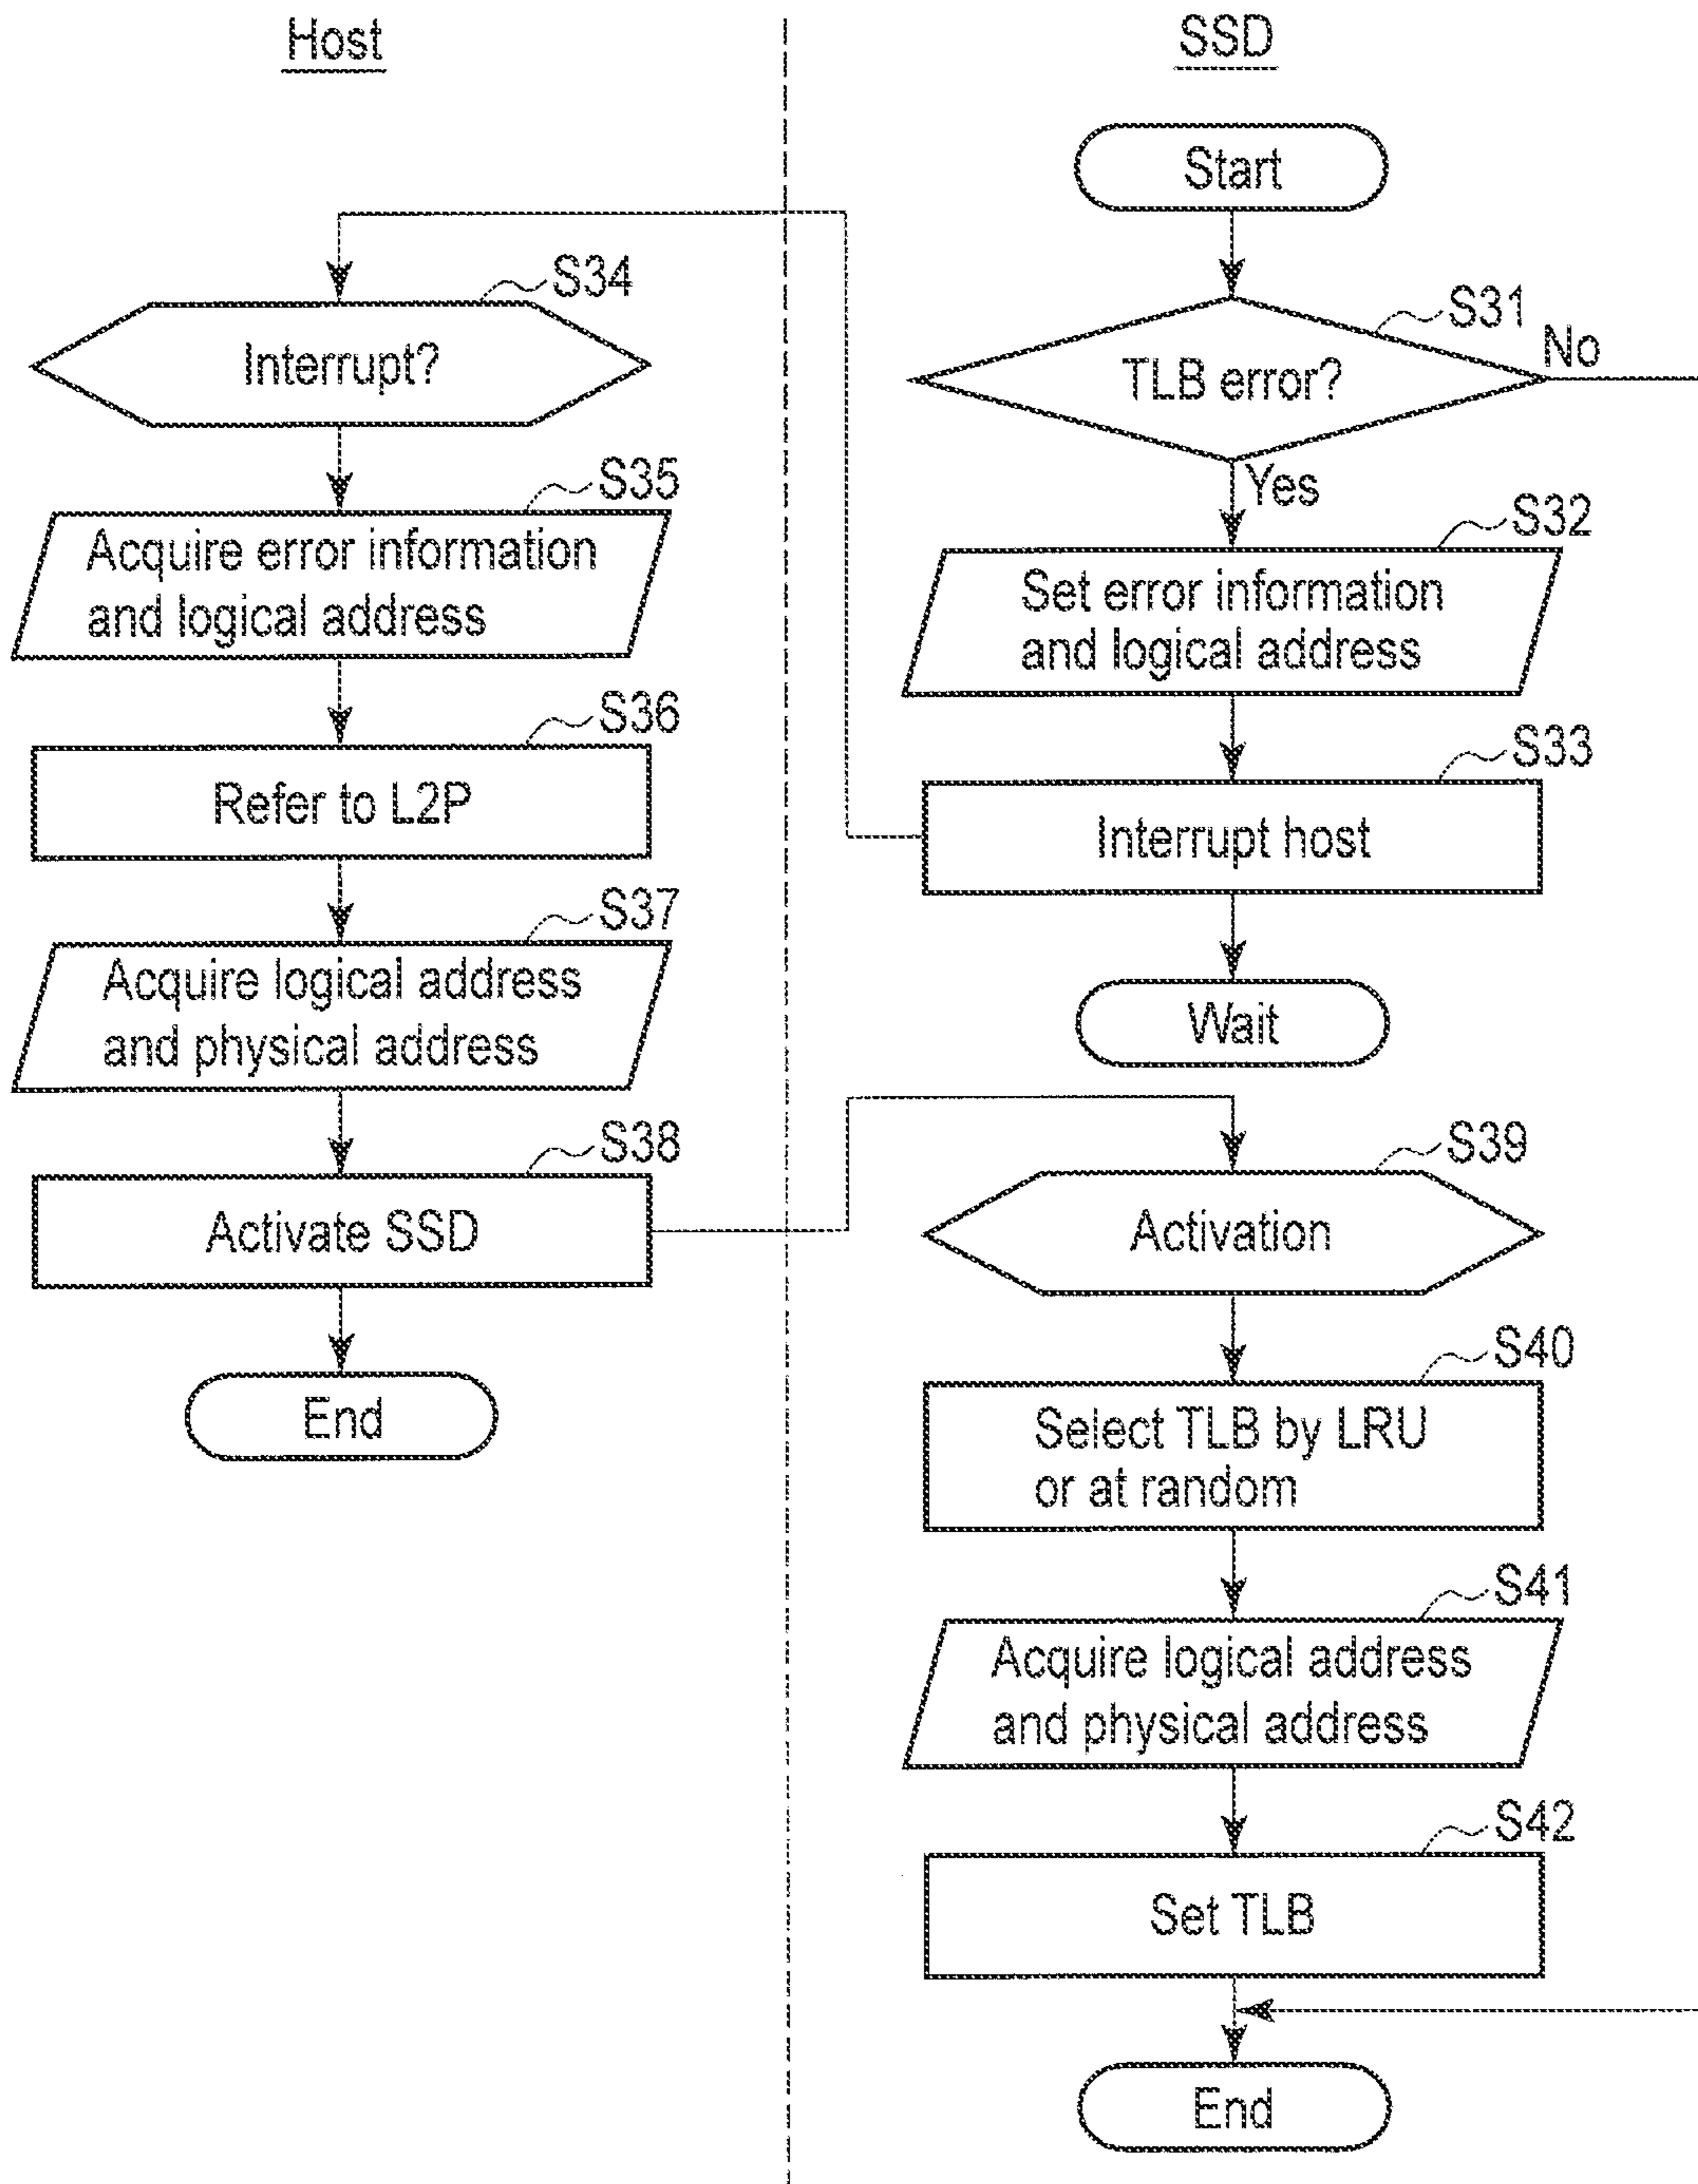 Host
S34
Interrupt?
S35
Acquire error information
and logical address
S36
Refer to L2P
S37
Acquire logical address
and physical address
S38
Activate SSD
End
SSD
Start
S31
TLB error?
No
Yes
S32
Set error information
and logical address
S33
Interrupt host
Wait
S39
Activation
S40
Select TLB by LRU
or at random
S41
Acquire logical address
and physical address
S42
Set TLB
End